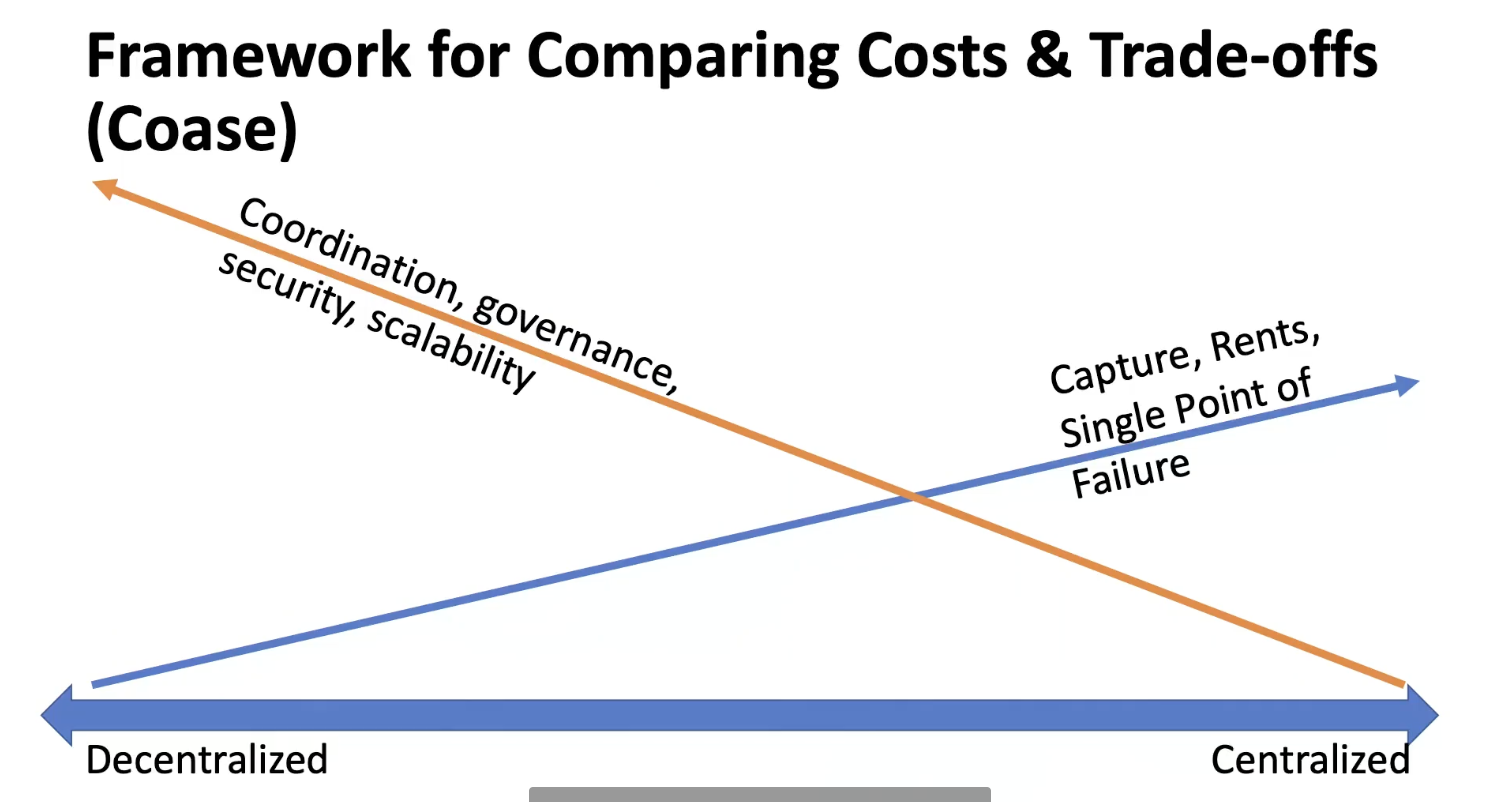 Framework for Comparing Costs & Trade-offs
(Coase)
Coordination, governance,
security, scalability
Capture, Rents,
Single Point of
Failure
Decentralized
Centralized